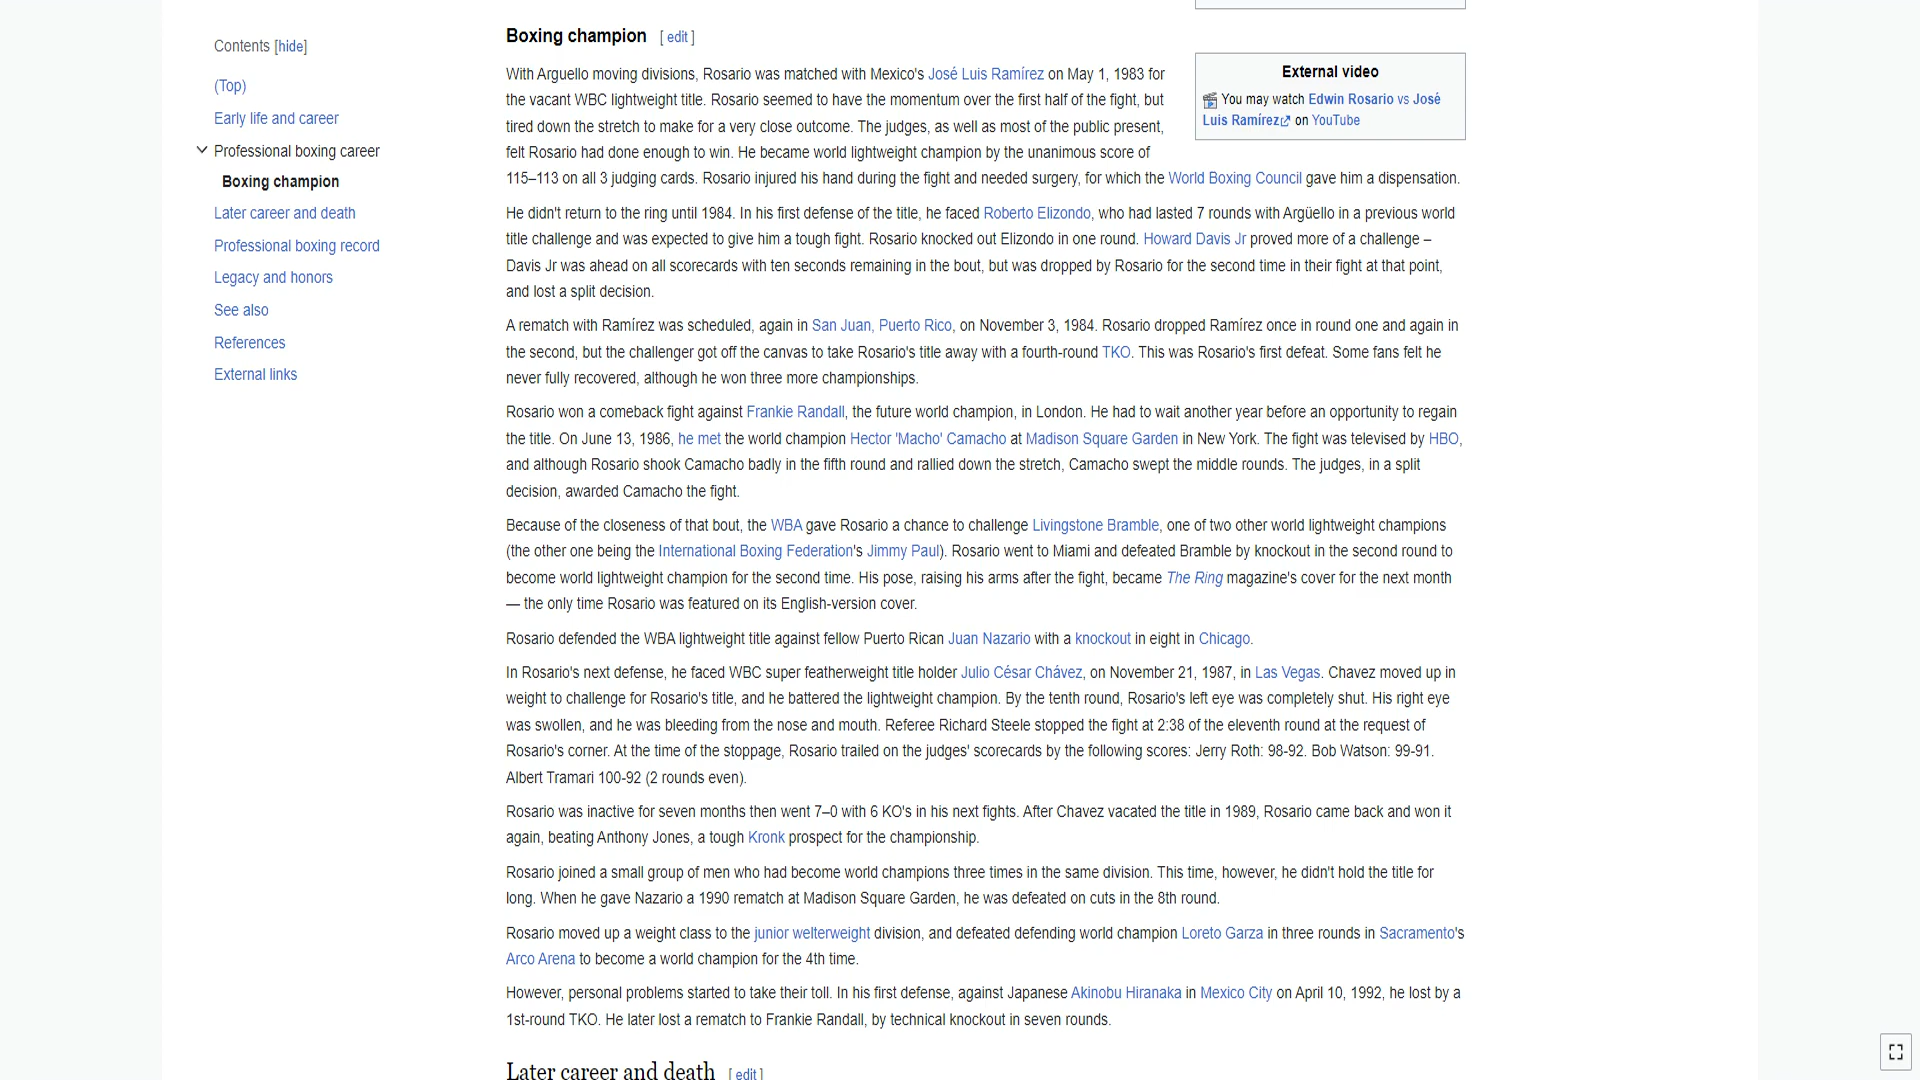 Contents [hide]
(Top)
Early life and career
Professional boxing career
Boxing champion
Later career and death
Professional boxing record
Legacy and honors
See also
References
External links
Boxing champion [ edit ]
With Arguello moving divisions, Rosario was matched with Mexico's José Luis Ramírez on May 1, 1983 for
the vacant WBC lightweight title. Rosario seemed to have the momentum over the first half of the fight, but
tired down the stretch to make for a very close outcome. The judges, as well as most of the public present,
felt Rosario had done enough to win. He became world lightweight champion by the unanimous score of
115–113 on all 3 judging cards. Rosario injured his hand during the fight and needed surgery, for which the World Boxing Council gave him a dispensation.
External video
You may watch Edwin Rosario vs José
Luis Ramírez on YouTube
He didn't return to the ring until 1984. In his first defense of the title, he faced Roberto Elizondo, who had lasted 7 rounds with Argüello in a previous world
title challenge and was expected to give him a tough fight. Rosario knocked out Elizondo in one round. Howard Davis Jr proved more of a challenge –
Davis Jr was ahead on all scorecards with ten seconds remaining in the bout, but was dropped by Rosario for the second time in their fight at that point,
and lost a split decision.
A rematch with Ramírez was scheduled, again in San Juan, Puerto Rico, on November 3, 1984. Rosario dropped Ramírez once in round one and again in
the second, but the challenger got off the canvas to take Rosario's title away with a fourth-round TKO. This was Rosario's first defeat. Some fans felt he
never fully recovered, although he won three more championships.
Rosario won a comeback fight against Frankie Randall, the future world champion, in London. He had to wait another year before an opportunity to regain
the title. On June 13, 1986, he met the world champion Hector 'Macho' Camacho at Madison Square Garden in New York. The fight was televised by HBO,
and although Rosario shook Camacho badly in the fifth round and rallied down the stretch, Camacho swept the middle rounds. The judges, in a split
decision, awarded Camacho the fight.
Because of the closeness of that bout, the WBA gave Rosario a chance to challenge Livingstone Bramble, one of two other world lightweight champions
(the other one being the International Boxing Federation's Jimmy Paul). Rosario went to Miami and defeated Bramble by knockout in the second round to
become world lightweight champion for the second time. His pose, raising his arms after the fight, became The Ring magazine's cover for the next month
— the only time Rosario was featured on its English-version cover.
Rosario defended the WBA lightweight title against fellow Puerto Rican Juan Nazario with a knockout in eight in Chicago.
In Rosario's next defense, he faced WBC super featherweight title holder Julio César Chávez, on November 21, 1987, in Las Vegas. Chavez moved up in
weight to challenge for Rosario's title, and he battered the lightweight champion. By the tenth round, Rosario's left eye was completely shut. His right eye
was swollen, and he was bleeding from the nose and mouth. Referee Richard Steele stopped the fight at 2:38 of the eleventh round at the request of
Rosario's corner. At the time of the stoppage, Rosario trailed on the judges' scorecards by the following scores: Jerry Roth: 98-92. Bob Watson: 99-91.
Albert Tramari 100-92 (2 rounds even).
Rosario was inactive for seven months then went 7–0 with 6 KO's in his next fights. After Chavez vacated the title in 1989, Rosario came back and won it
again, beating Anthony Jones, a tough Kronk prospect for the championship.
Rosario joined a small group of men who had become world champions three times in the same division. This time, however, he didn't hold the title for
long. When he gave Nazario a 1990 rematch at Madison Square Garden, he was defeated on cuts in the 8th round.
Rosario moved up a weight class to the junior welterweight division, and defeated defending world champion Loreto Garza in three rounds in Sacramento's
Arco Arena to become a world champion for the 4th time.
However, personal problems started to take their toll. In his first defense, against Japanese Akinobu Hiranaka in Mexico City on April 10, 1992, he lost by a
1st-round TKO. He later lost a rematch to Frankie Randall, by technical knockout in seven rounds.
Later career and death [ edit ]